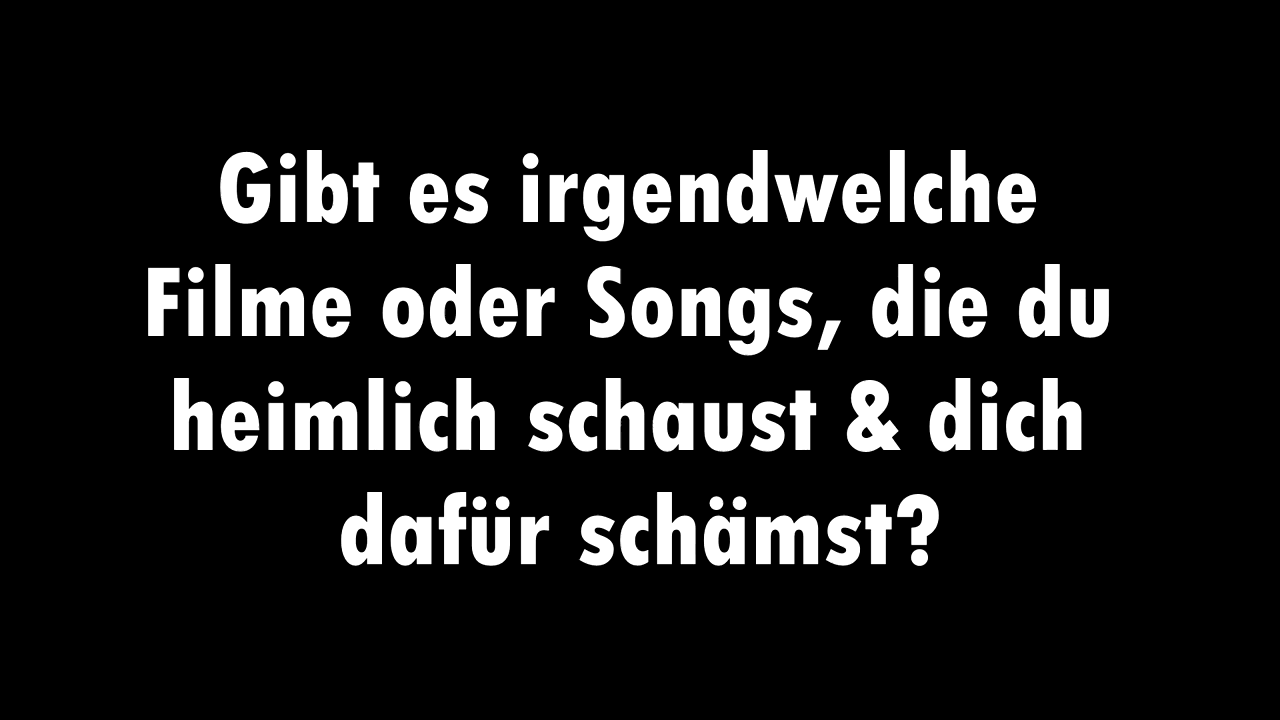 Gibt es irgendwelche
Filme oder Songs, die du
heimlich schaust & dich
dafür schämst?